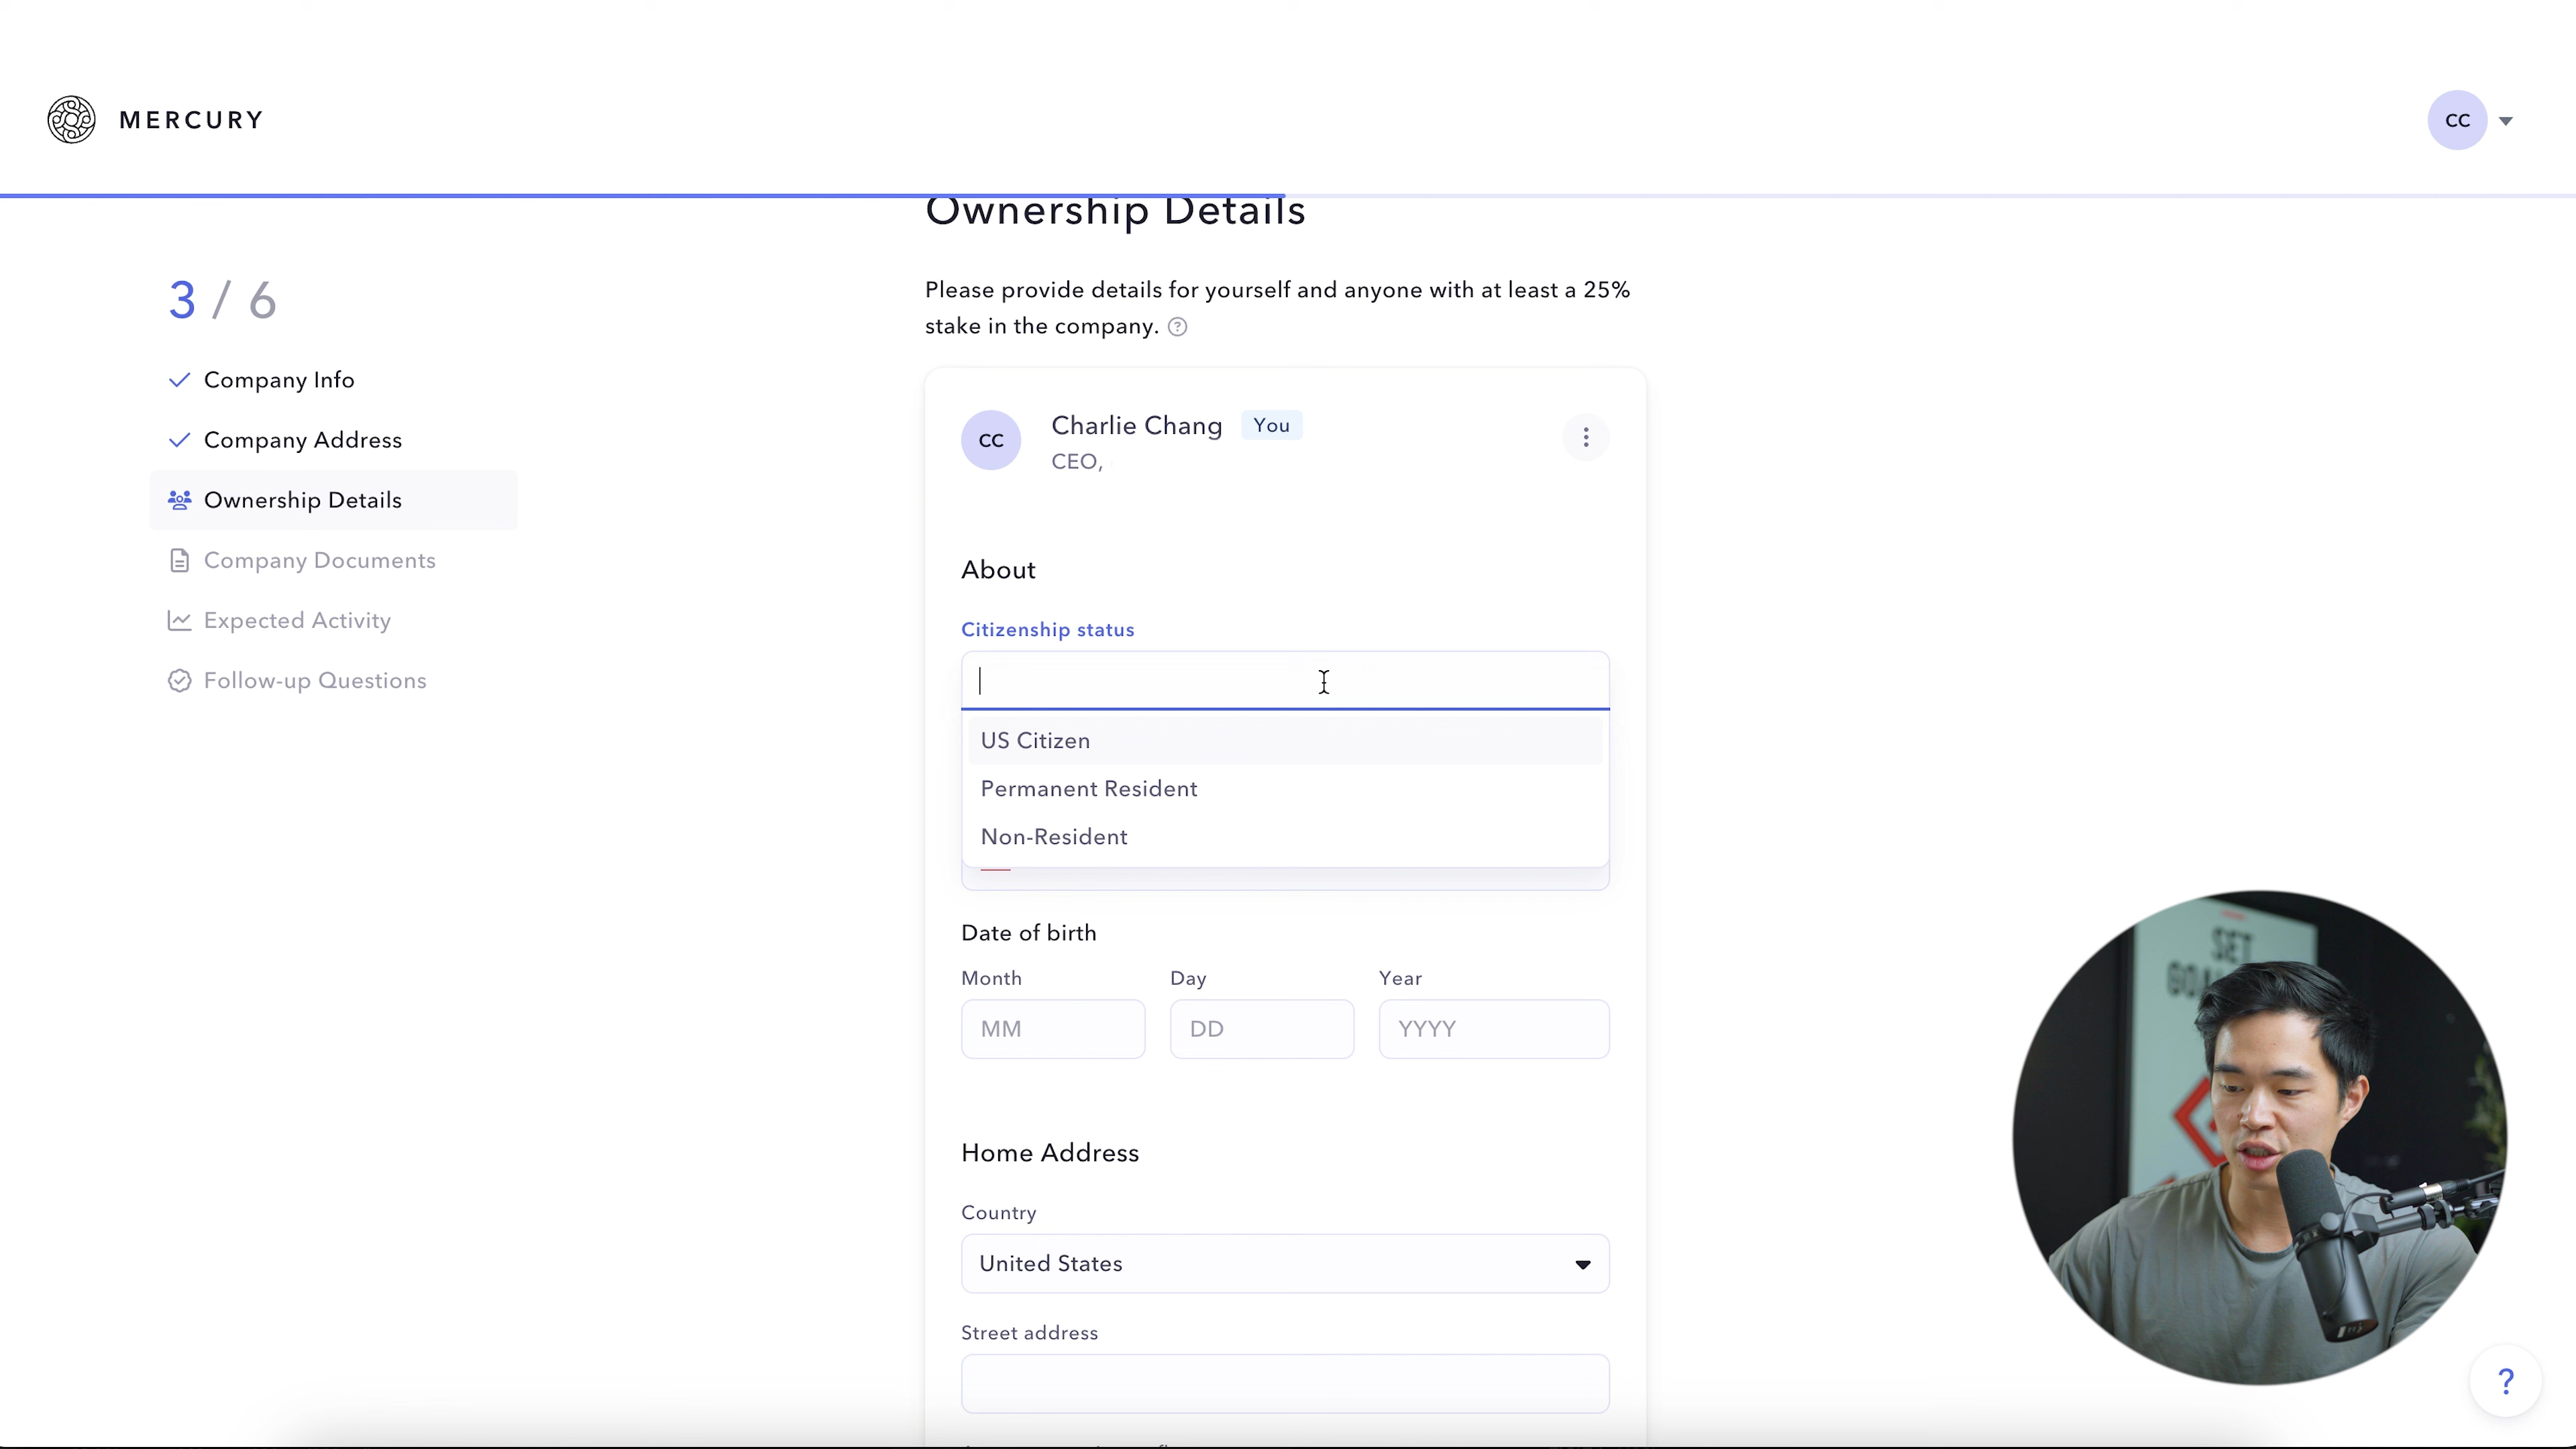 MERCURY
CC
Ownership Details
3 / 6
Please provide details for yourself and anyone with at least a 25%
stake in the company. ?
Company Info
Company Address
Ownership Details
Company Documents
Expected Activity
Follow-up Questions
CC
Charlie Chang
You
CEO,
About
Citizenship status
US Citizen
Permanent Resident
Non-Resident
Date of birth
Month
Day
Year
MM
DD
YYYY
Home Address
Country
United States
Street address
SET
?